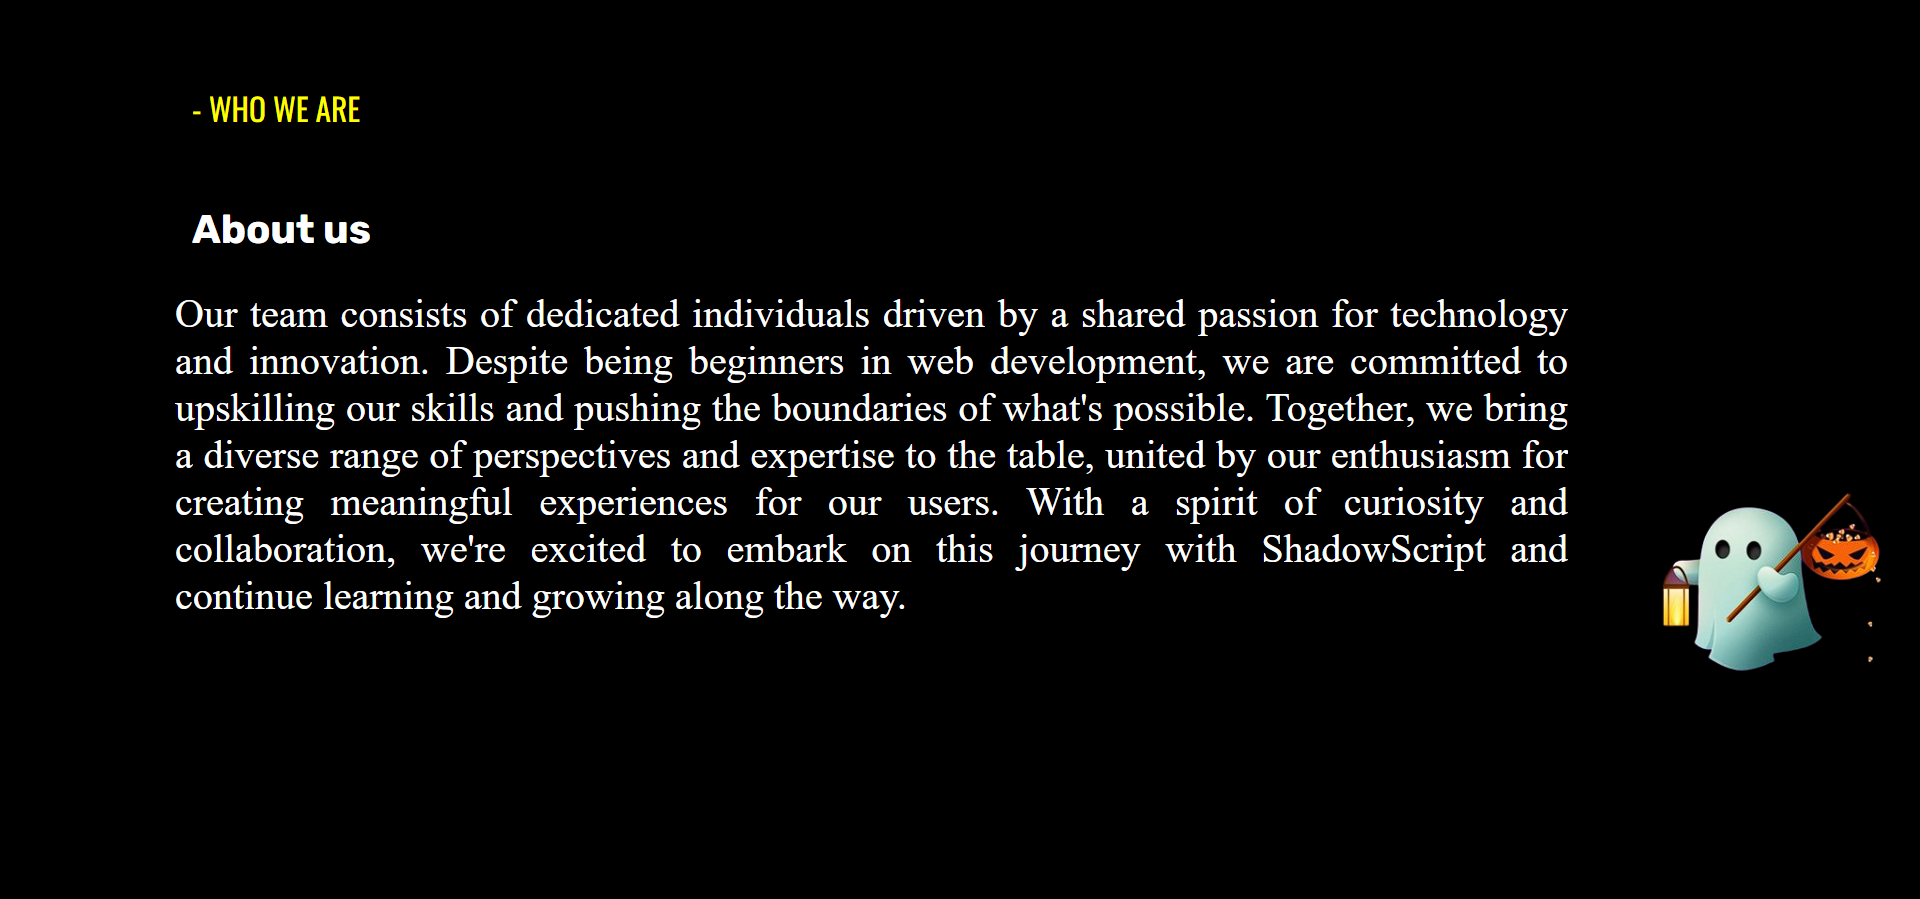 - WHO WE ARE
About us
Our team consists of dedicated individuals driven by a shared passion for technology
and innovation. Despite being beginners in web development, we are committed to
upskilling our skills and pushing the boundaries of what's possible. Together, we bring
a diverse range of perspectives and expertise to the table, united by our enthusiasm for
creating meaningful experiences for our users. With a spirit of curiosity and
collaboration, we're excited to embark on this journey with ShadowScript and
continue learning and growing along the way.